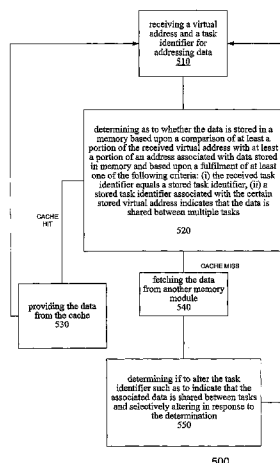 receiving a virtual
address and a task
identifier for
addressing data
510
determining as to whether the data is stored in a
memory based upon a comparison of at least a
portion of the received virtual address with at least
a portion of an address associated with data stored
in memory and based upon a fulfilment of at least
one of the following criteria: (i) the received task
identifier equals a stored task identifier, (ii) a
stored task identifier associated with the certain
stored virtual address indicates that the data is
shared between multiple tasks
520
CACHE
HIT
CACHE MISS
fetching the data
from another memory
module
540
providing the data
from the cache
530
determining if to alter the task
identifier such as to indicate that the
associated data is shared between tasks
and selectively altering in response to
the determination
550
500